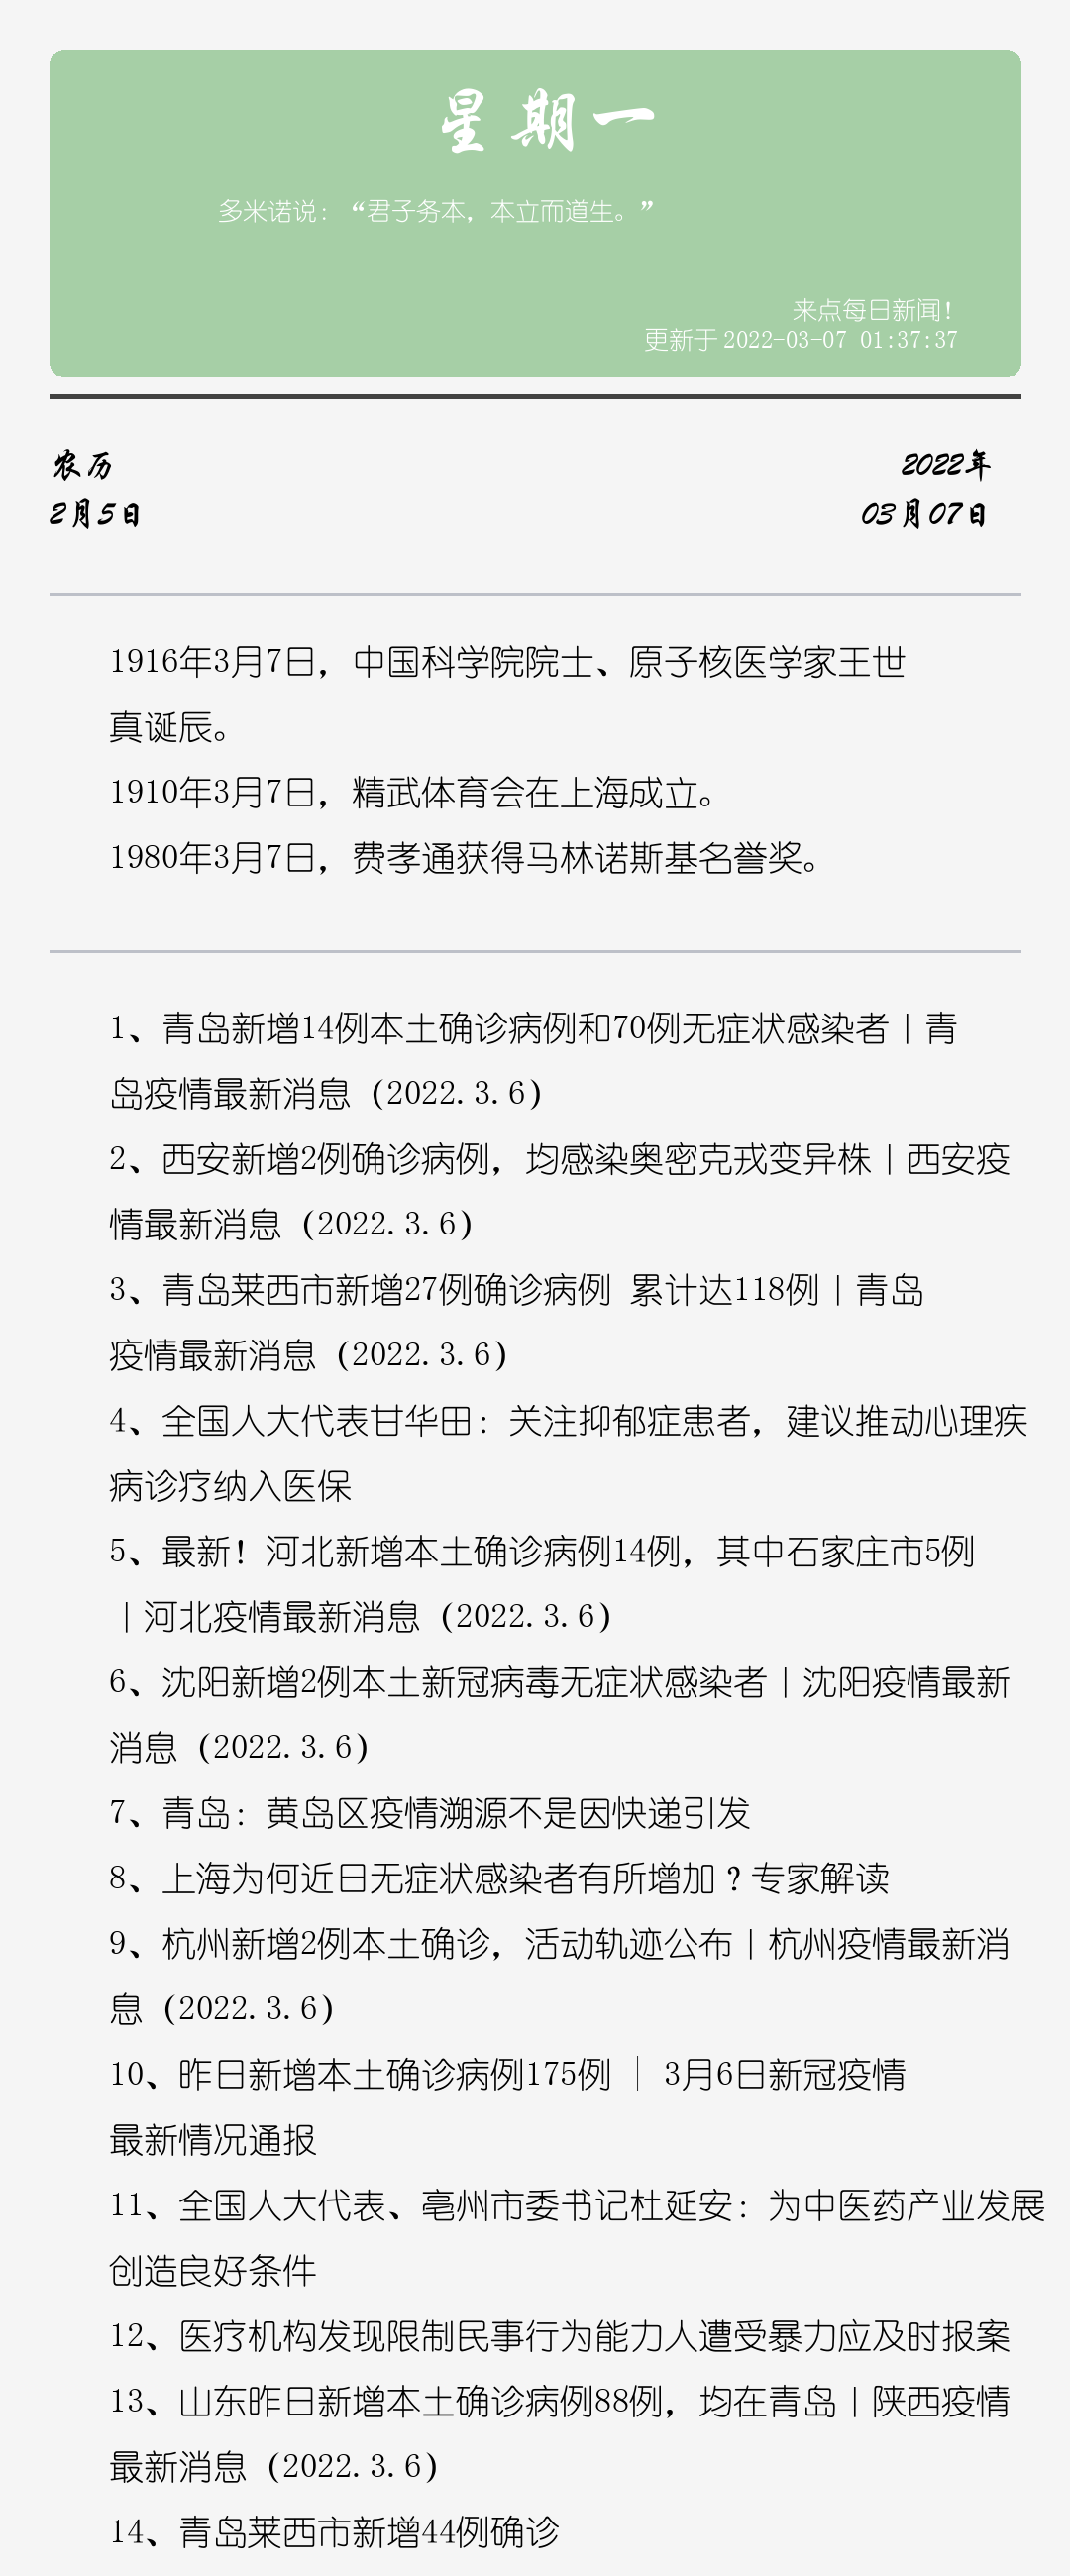 星期一
多米诺说：“君子务本，本立而道生。”
来点每日新闻！
更新于 2022-03-07 01:37:37
农历
2月5日
2022年
03月07日
1916年3月7日，中国科学院院士、原子核医学家王世
真诞辰。
1910年3月7日，精武体育会在上海成立。
1980年3月7日，费孝通获得马林诺斯基名誉奖。
1、青岛新增14例本土确诊病例和70例无症状感染者｜青
岛疫情最新消息（2022.3.6）
2、西安新增2例确诊病例，均感染奥密克戎变异株｜西安疫
情最新消息（2022.3.6）
3、青岛莱西市新增27例确诊病例 累计达118例｜青岛
疫情最新消息（2022.3.6）
4、全国人大代表甘华田：关注抑郁症患者，建议推动心理疾
病诊疗纳入医保
5、最新！河北新增本土确诊病例14例，其中石家庄市5例
｜河北疫情最新消息（2022.3.6）
6、沈阳新增2例本土新冠病毒无症状感染者｜沈阳疫情最新
消息（2022.3.6）
7、青岛：黄岛区疫情溯源不是因快递引发
8、上海为何近日无症状感染者有所增加？专家解读
9、杭州新增2例本土确诊，活动轨迹公布｜杭州疫情最新消
息（2022.3.6）
10、昨日新增本土确诊病例175例 │ 3月6日新冠疫情
最新情况通报
11、全国人大代表、亳州市委书记杜延安：为中医药产业发展
创造良好条件
12、医疗机构发现限制民事行为能力人遭受暴力应及时报案
13、山东昨日新增本土确诊病例88例，均在青岛｜陕西疫情
最新消息（2022.3.6）
14、青岛莱西市新增44例确诊